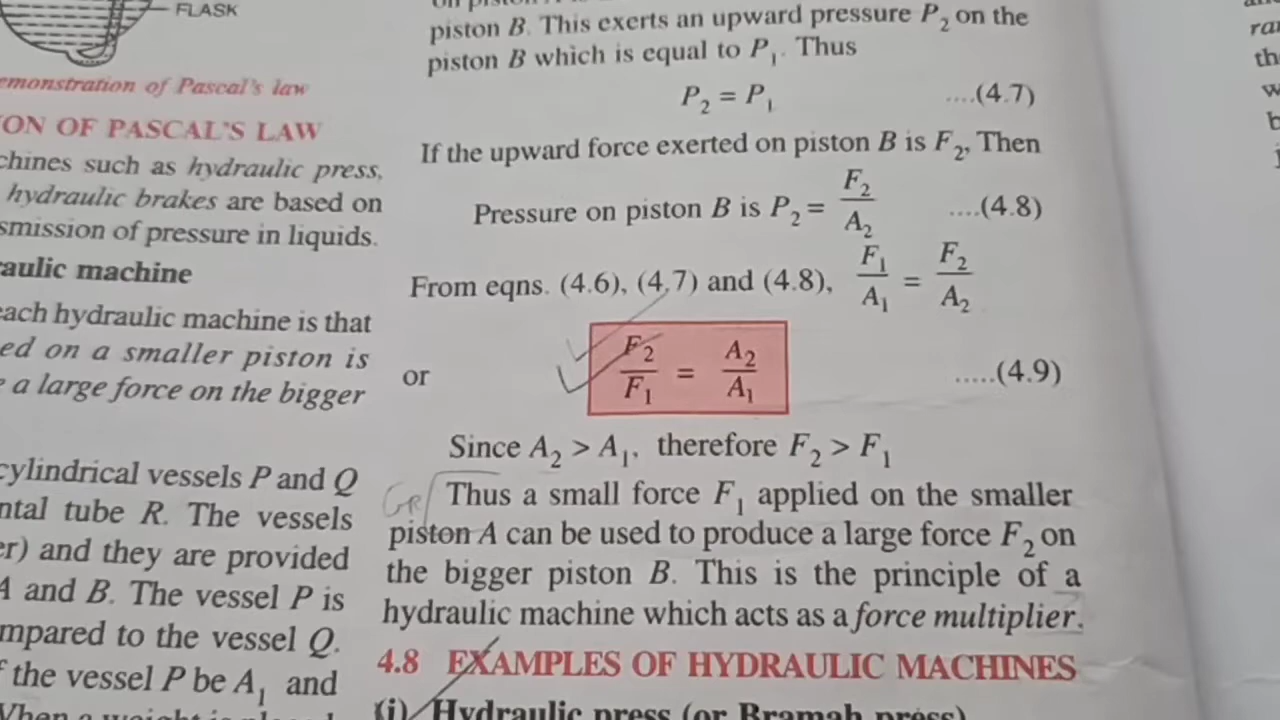 FLASK
emonstration of Pascal's law
ON OF PASCAL'S LAW
chines such as hydraulic press,
hydraulic brakes are based on
smission of pressure in liquids.
raulic machine
each hydraulic machine is that
ed on a smaller piston is
a large force on the bigger
cylindrical vessels P and Q
ntal tube R. The vessels
er) and they are provided
A and B. The vessel P is
mpared to the vessel Q.
f the vessel P be A₁ and
piston B. This exerts an upward pressure P₂ on the
piston B which is equal to P₁. Thus
P₂ = P₁ ....(4.7)
If the upward force exerted on piston B is F₂, Then
Pressure on piston B is P₂ = F₂/A₂ ....(4.8)
From eqns. (4.6), (4.7) and (4.8), F₁/A₁ = F₂/A₂
or F₂/F₁ = A₂/A₁ .....(4.9)
Since A₂ > A₁, therefore F₂ > F₁
Thus a small force F₁ applied on the smaller
piston A can be used to produce a large force F₂ on
the bigger piston B. This is the principle of a
hydraulic machine which acts as a force multiplier.
4.8 EXAMPLES OF HYDRAULIC MACHINES
(i) Hydraulic press (or Bramah press)